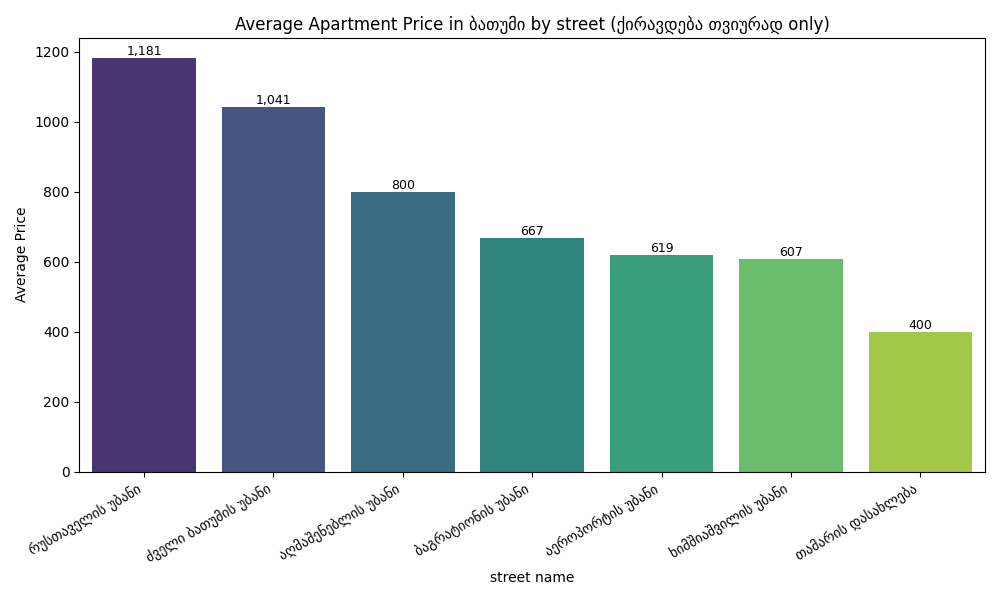 Average Apartment Price in ბათუმი by street (ქირავდება თვიურად only)
Average Price
1200
1000
800
600
400
200
0
1,181
1,041
800
667
619
607
400
რუსთაველის უბანი
ძველი ბათუმის უბანი
აღმაშენებლის უბანი
ბაგრატიონის უბანი
აეროპორტის უბანი
ხიმშიაშვილის უბანი
თამარის დასახლება
street name